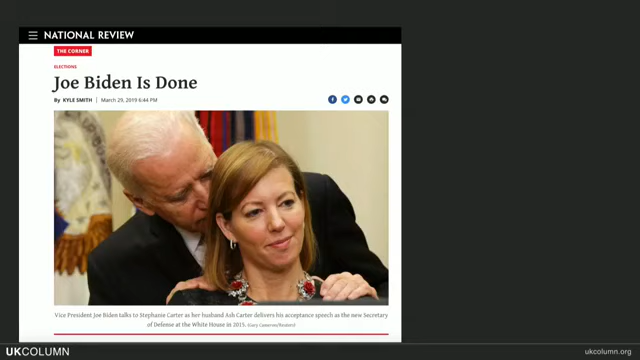 NATIONAL REVIEW
THE CORNER
ELECTIONS
Joe Biden Is Done
By KYLE SMITH | March 29, 2019 6:44 PM
Vice President Joe Biden talks to Stephanie Carter as her husband Ash Carter delivers his acceptance speech as the new Secretary
of Defense at the White House in 2015. (Gary Cameron/Reuters)
UKCOLUMN
ukcolumn.org